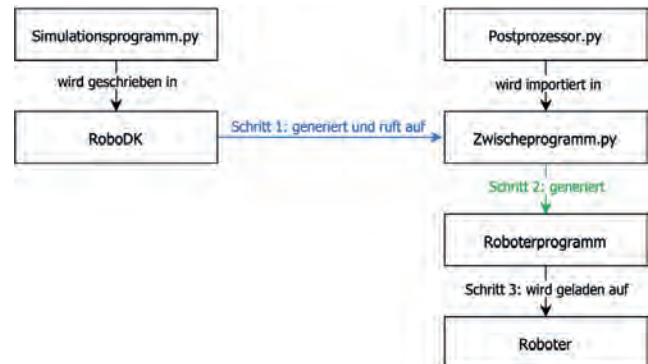 Simulationsprogramm.py
Postprozessor.py
wird geschrieben in
wird importiert in
RoboDK
Schritt 1: generiert und ruft auf
Zwischeprogramm.py
Schritt 2: generiert
Roboterprogramm
Schritt 3: wird geladen auf
Roboter